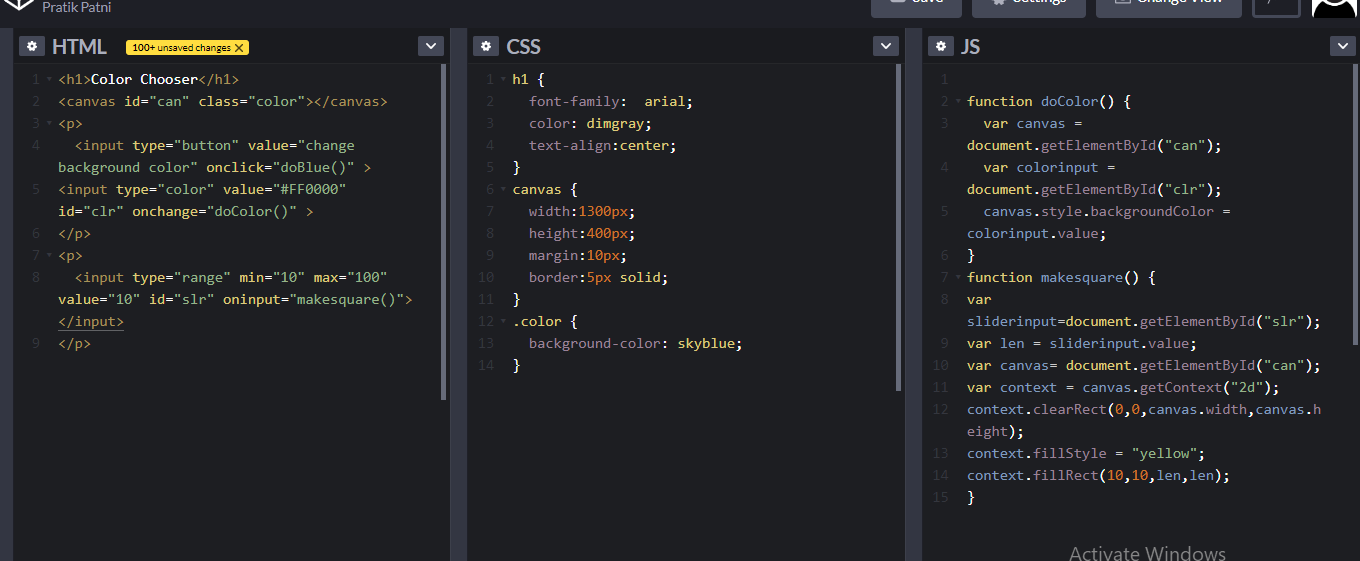 Pratik Patni
Save
Settings
Change View
HTML 100+ unsaved changes X
1 <h1>Color Chooser</h1>
2 <canvas id="can" class="color"></canvas>
3 <p>
4 <input type="button" value="change
background color" onclick="doBlue()" >
5 <input type="color" value="#FF0000"
id="clr" onchange="doColor()" >
6 </p>
7 <p>
8 <input type="range" min="10" max="100"
value="10" id="slr" oninput="makesquare()">
</input>
9 </p>
CSS
1 h1 {
2 font-family:  arial;
3 color: dimgray;
4 text-align:center;
5 }
6 canvas {
7 width:1300px;
8 height:400px;
9 margin:10px;
10 border:5px solid;
11 }
12 .color {
13 background-color: skyblue;
14 }
JS
1
2 function doColor() {
3 var canvas =
document.getElementById("can");
4 var colorinput =
document.getElementById("clr");
5 canvas.style.backgroundColor =
colorinput.value;
6 }
7 function makesquare() {
8 var
sliderinput=document.getElementById("slr");
9 var len = sliderinput.value;
10 var canvas= document.getElementById("can");
11 var context = canvas.getContext("2d");
12 context.clearRect(0,0,canvas.width,canvas.h
eight);
13 context.fillStyle = "yellow";
14 context.fillRect(10,10,len,len);
15 }
Activate Windows